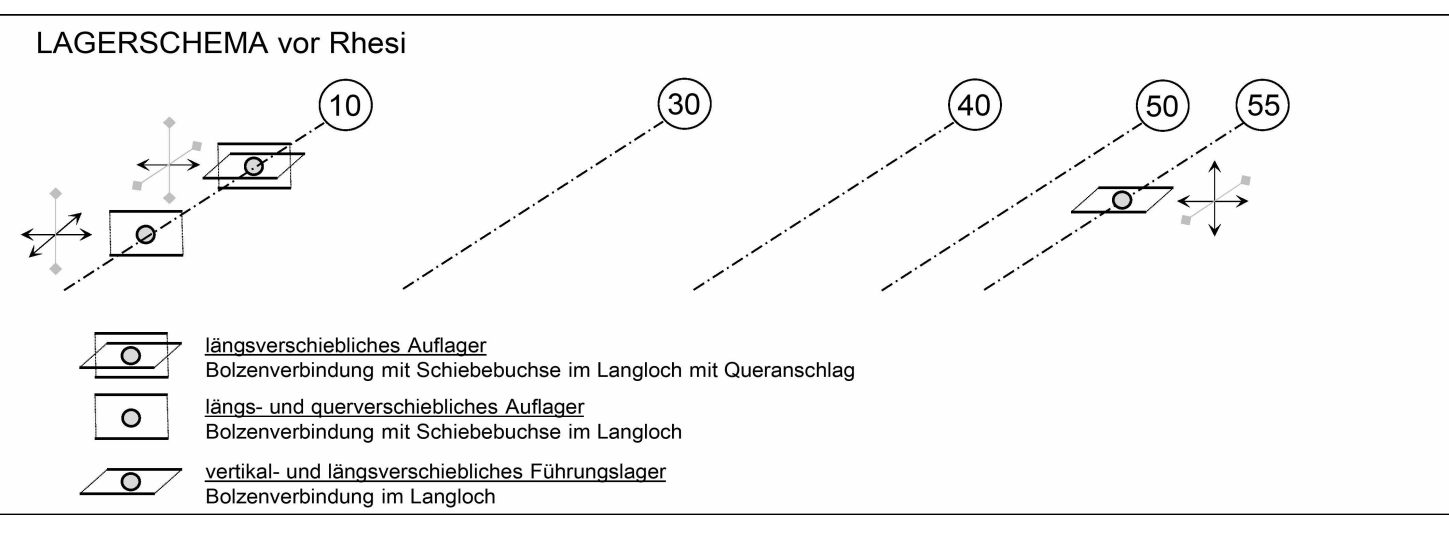 LAGERSCHEMA vor Rhesi
10
30
40
50
55
längsverschiebliches Auflager
Bolzenverbindung mit Schiebebuchse im Langloch mit Queranschlag
längs- und querverschiebliches Auflager
Bolzenverbindung mit Schiebebuchse im Langloch
vertikal- und längsverschiebliches Führungslager
Bolzenverbindung im Langloch